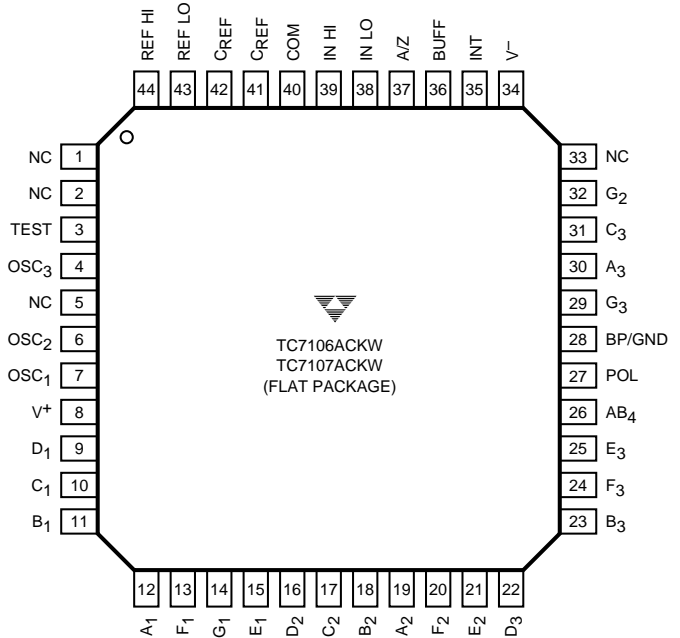 REF HI
REF LO
CREF
CREF
COM
IN HI
IN LO
A/Z
BUFF
INT
V–
44
43
42
41
40
39
38
37
36
35
34
NC 1
NC 2
TEST 3
OSC3 4
NC 5
OSC2 6
OSC1 7
V+ 8
D1 9
C1 10
B1 11
33 NC
32 G2
31 C3
30 A3
29 G3
28 BP/GND
27 POL
26 AB4
25 E3
24 F3
23 B3
TC7106ACKW
TC7107ACKW
(FLAT PACKAGE)
12
13
14
15
16
17
18
19
20
21
22
A1
F1
G1
E1
D2
C2
B2
A2
F2
E2
D3